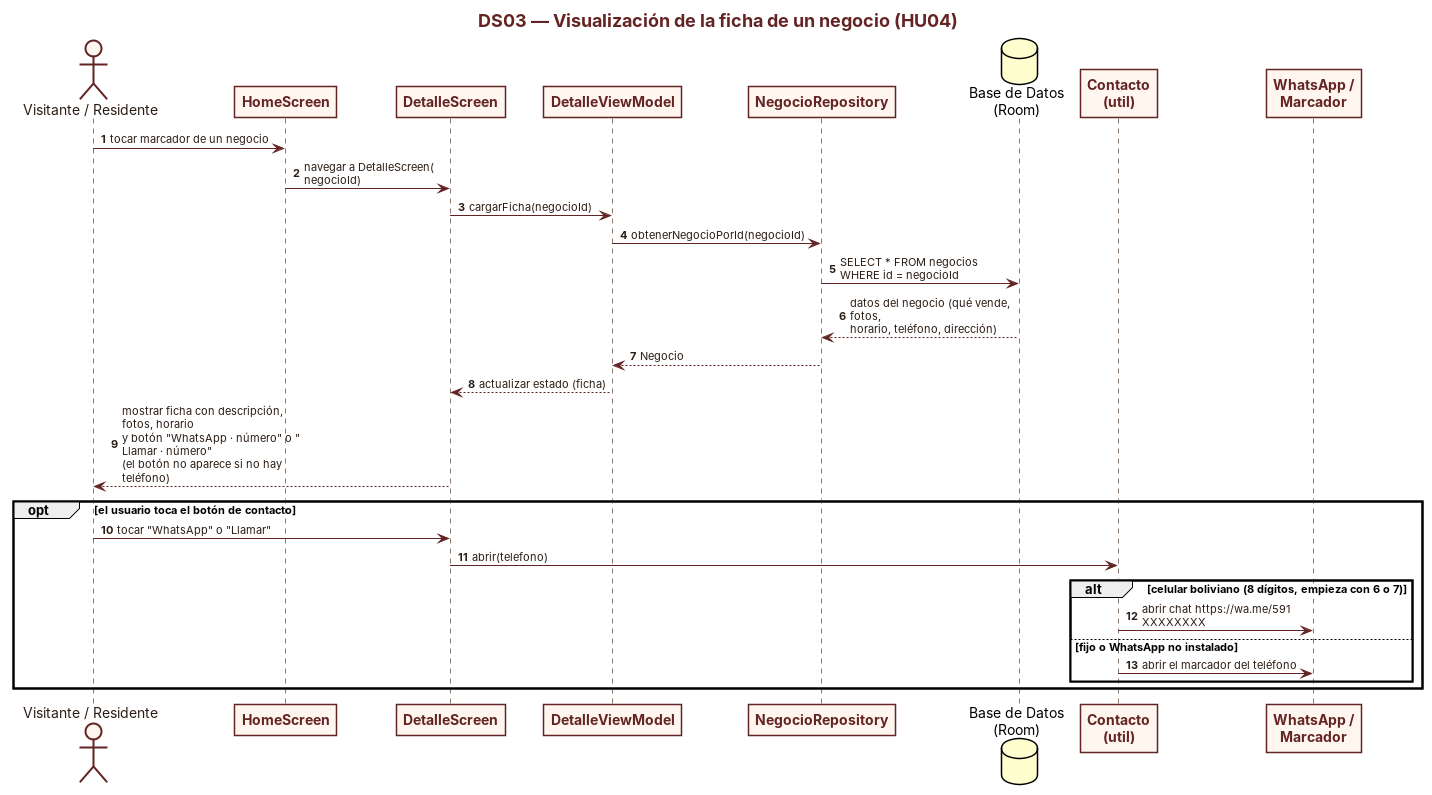 DS03 — Visualización de la ficha de un negocio (HU04)
Visitante / Residente
HomeScreen
DetalleScreen
DetalleViewModel
NegocioRepository
Base de Datos
(Room)
Contacto
(util)
WhatsApp /
Marcador
1 tocar marcador de un negocio
2 navegar a DetalleScreen(
negocioId)
3 cargarFicha(negocioId)
4 obtenerNegocioPorId(negocioId)
5 SELECT * FROM negocios
WHERE id = negocioId
6 datos del negocio (qué vende,
fotos,
horario, teléfono, dirección)
7 Negocio
8 actualizar estado (ficha)
9 mostrar ficha con descripción,
fotos, horario
y botón "WhatsApp · número" o "
Llamar · número"
(el botón no aparece si no hay
teléfono)
opt [el usuario toca el botón de contacto]
10 tocar "WhatsApp" o "Llamar"
11 abrir(telefono)
alt [celular boliviano (8 dígitos, empieza con 6 o 7)]
12 abrir chat https://wa.me/591
XXXXXXXX
[fijo o WhatsApp no instalado]
13 abrir el marcador del teléfono
Visitante / Residente
HomeScreen
DetalleScreen
DetalleViewModel
NegocioRepository
Base de Datos
(Room)
Contacto
(util)
WhatsApp /
Marcador